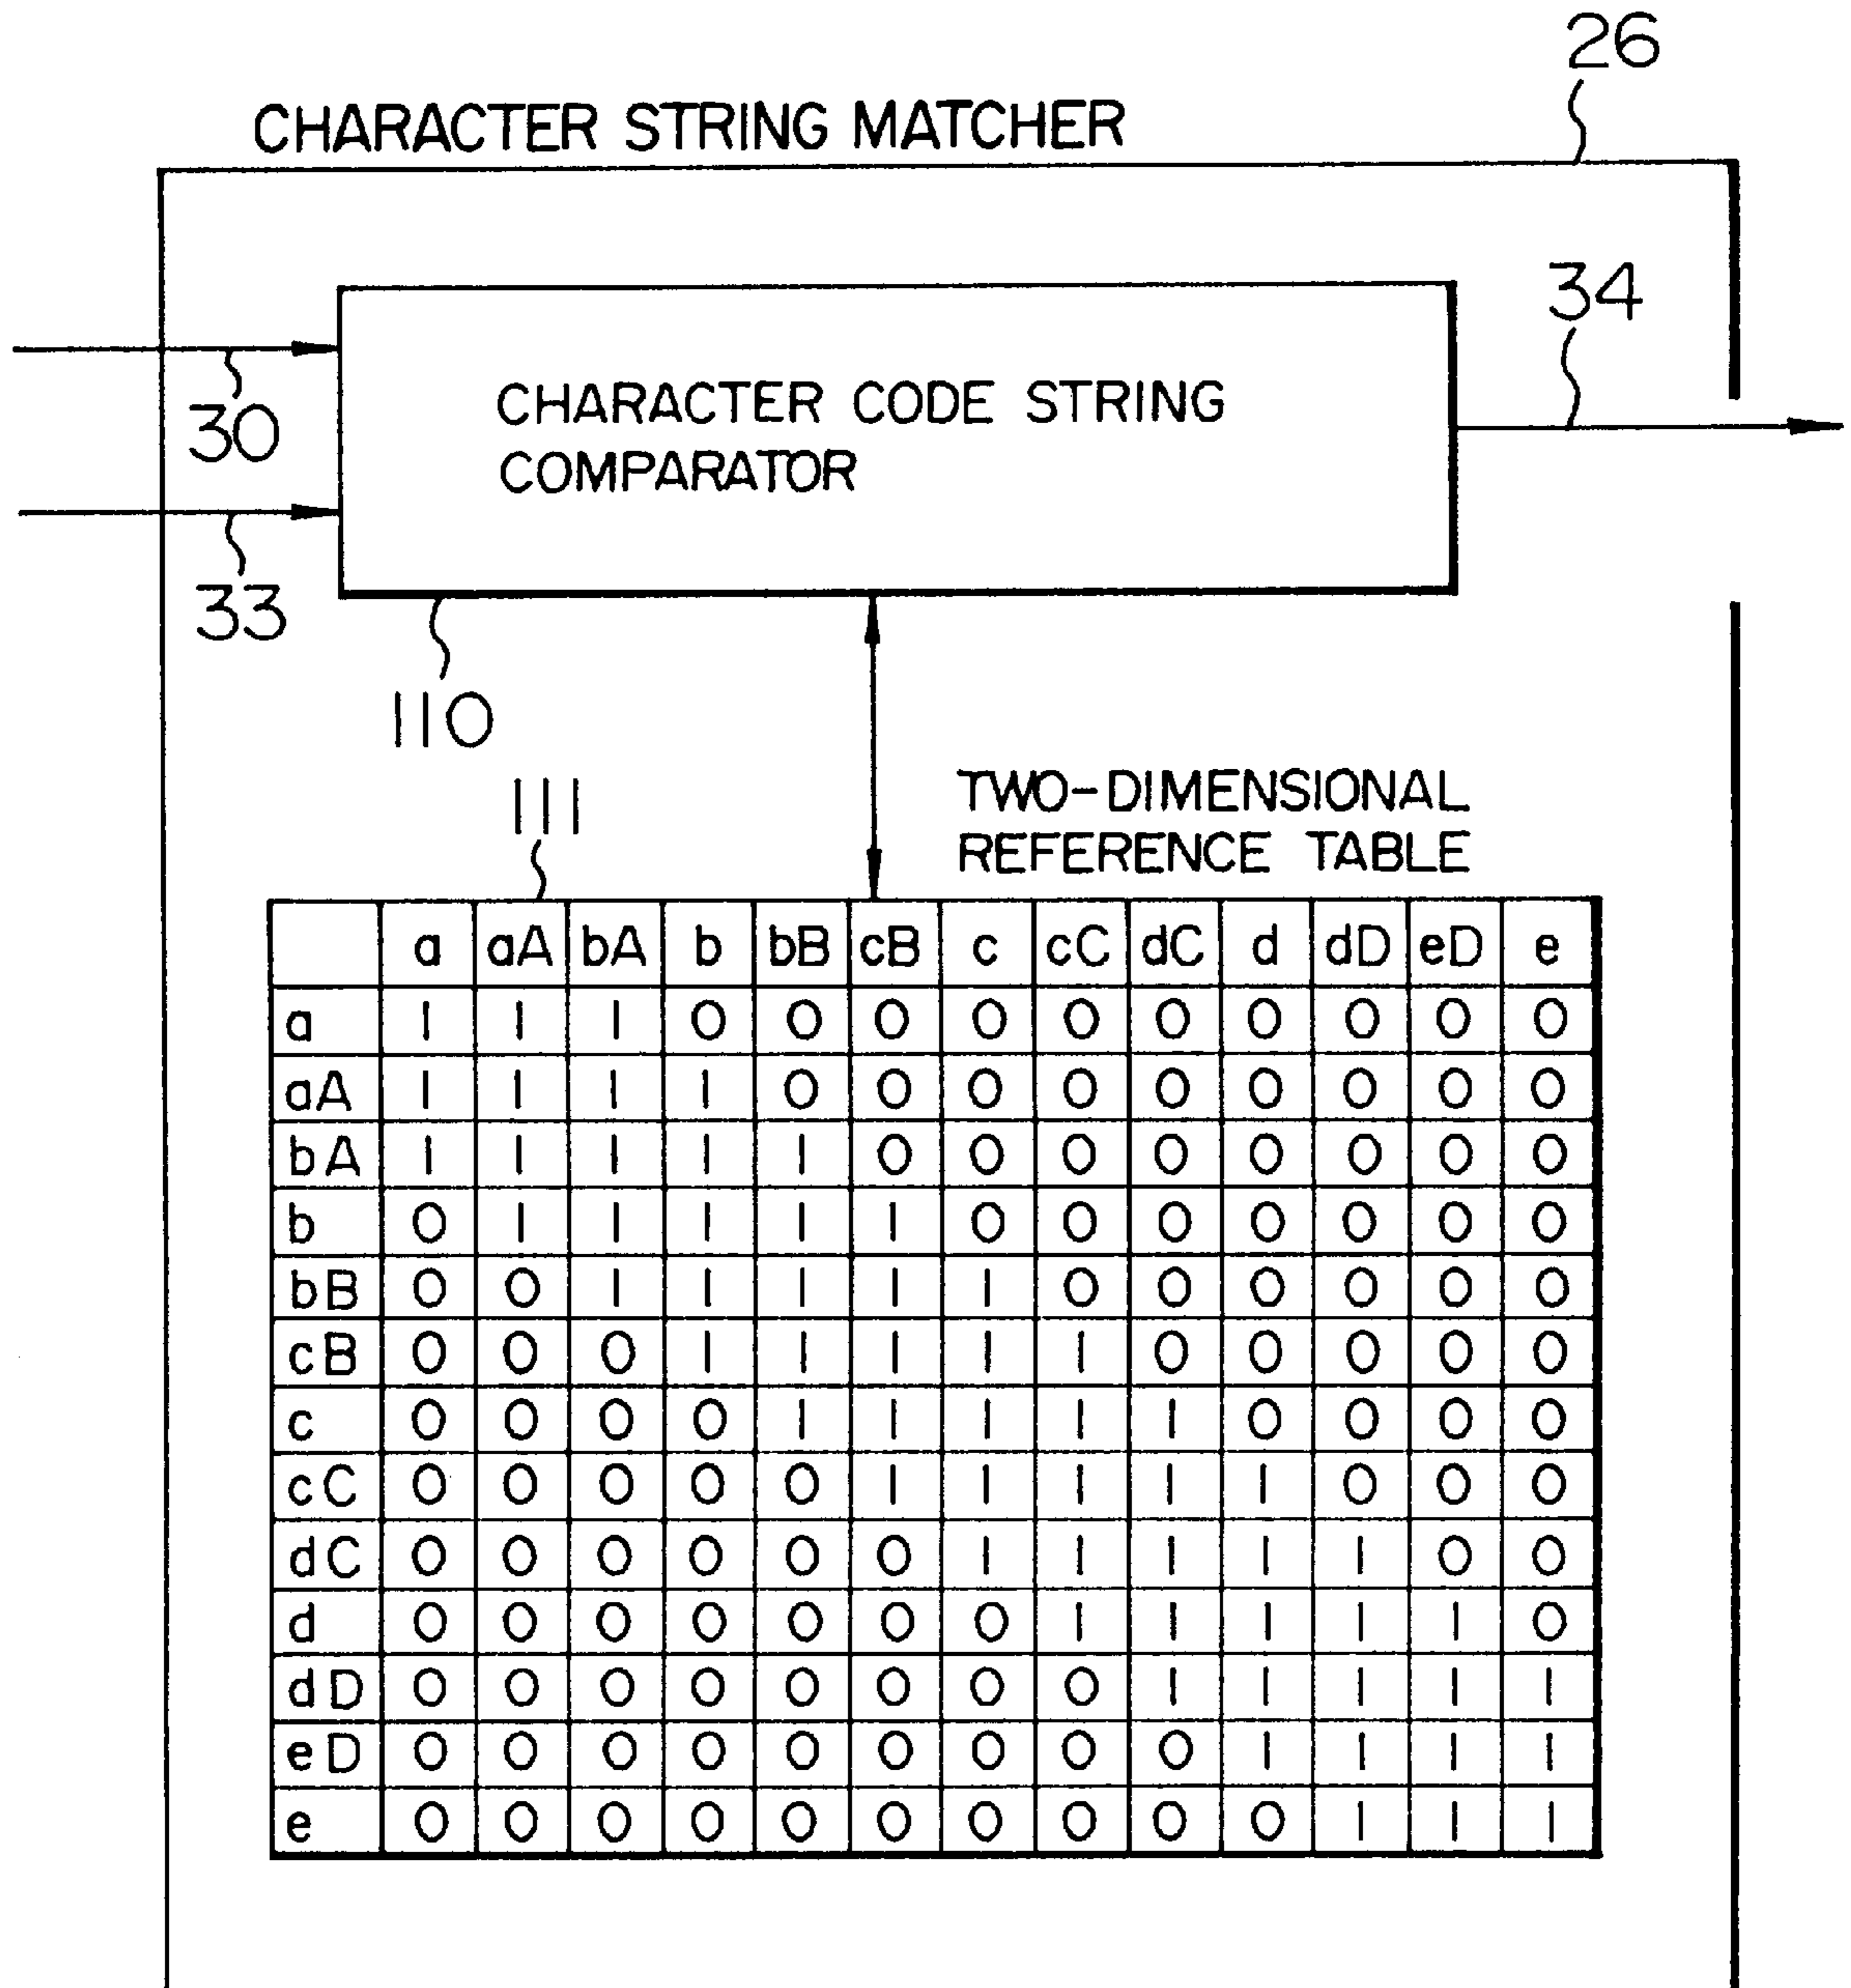 26
CHARACTER STRING MATCHER
34
CHARACTER CODE STRING
COMPARATOR
30
33
110
111
TWO-DIMENSIONAL
REFERENCE TABLE
a aA bA b bB cB c cC dC d dD eD e
a 1 1 1 0 0 0 0 0 0 0 0 0 0
aA 1 1 1 1 0 0 0 0 0 0 0 0 0
bA 1 1 1 1 1 0 0 0 0 0 0 0 0
b 0 1 1 1 1 1 0 0 0 0 0 0 0
bB 0 0 1 1 1 1 1 0 0 0 0 0 0
cB 0 0 0 1 1 1 1 1 0 0 0 0 0
c 0 0 0 0 1 1 1 1 1 0 0 0 0
cC 0 0 0 0 0 1 1 1 1 1 0 0 0
dC 0 0 0 0 0 0 1 1 1 1 1 0 0
d 0 0 0 0 0 0 0 1 1 1 1 1 0
dD 0 0 0 0 0 0 0 0 1 1 1 1 1
eD 0 0 0 0 0 0 0 0 0 1 1 1 1
e 0 0 0 0 0 0 0 0 0 0 1 1 1